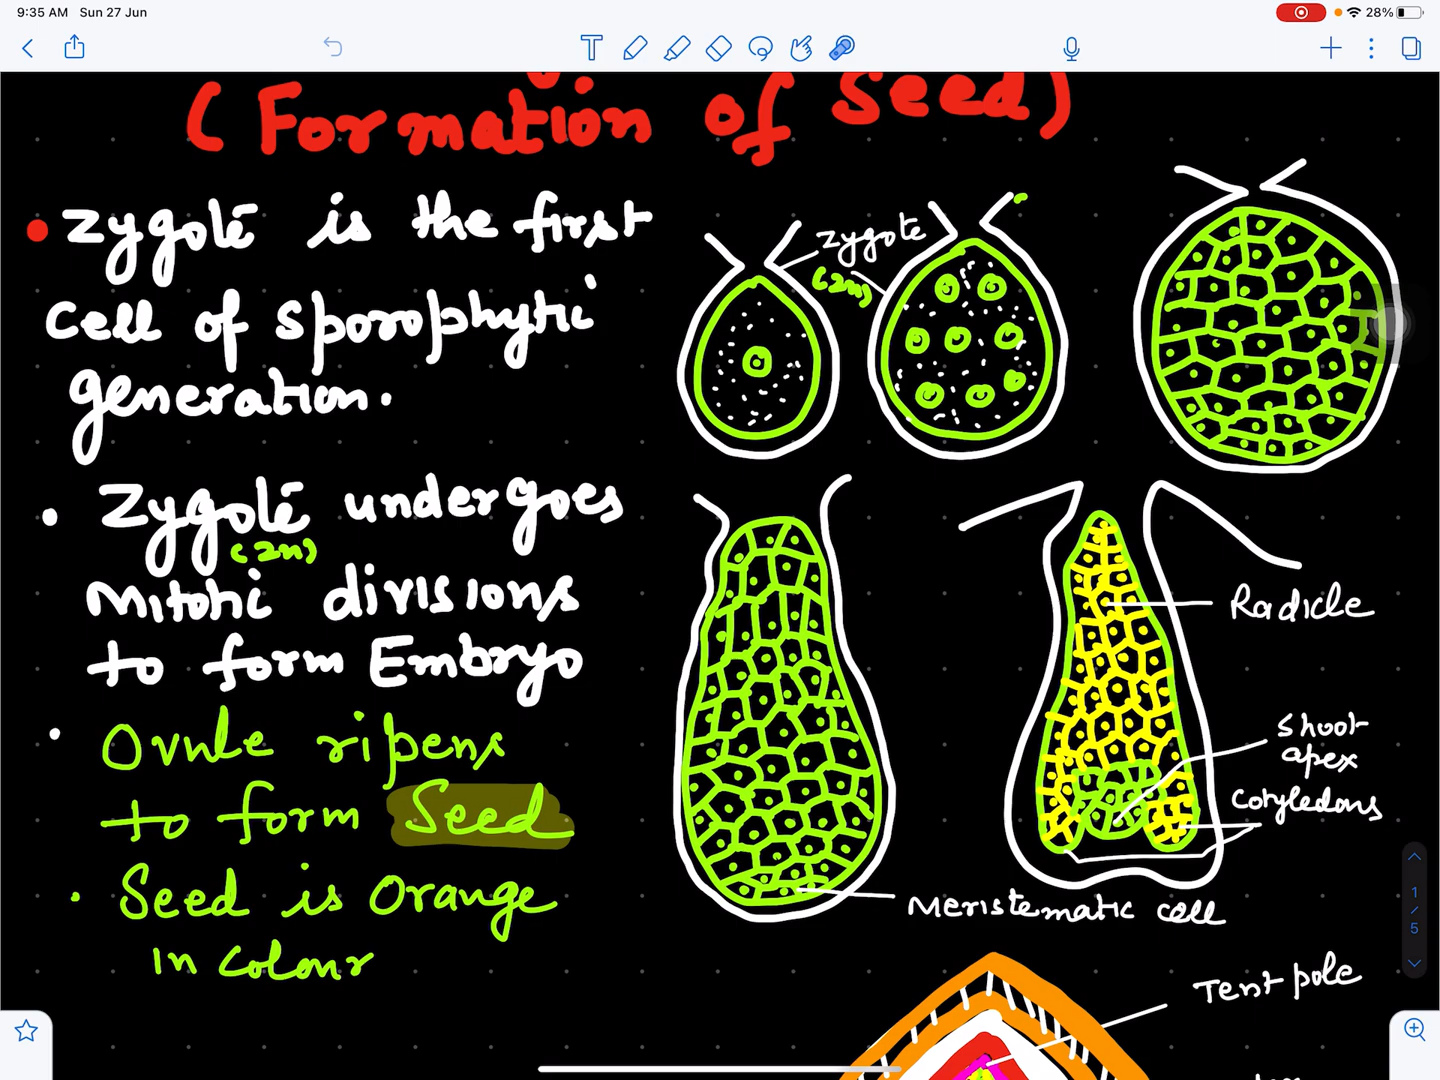 9:35 AM Sun 27 Jun
28%
(Formation of Seed)
Zygote is the first
cell of sporophytic
generation.
Zygote undergoes
(2n)
Mitotic divisions
to form Embryo
Ovule ripens
to form Seed
Seed is Orange
in colour
Zygote
(2n)
Radicle
Shoot
apex
Cotyledons
Meristematic cell
Tent pole
1
/
5